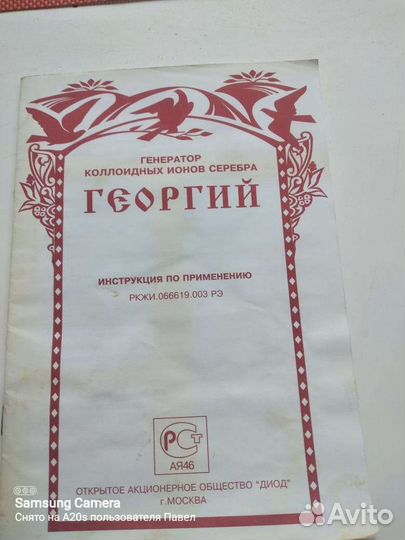 ГЕНЕРАТОР
КОЛЛОИДНЫХ ИОНОВ СЕРЕБРА
ГЕОРГИЙ
ИНСТРУКЦИЯ ПО ПРИМЕНЕНИЮ
РКЖИ.066619.003 РЭ
РСТ
АЯ46
ОТКРЫТОЕ АКЦИОНЕРНОЕ ОБЩЕСТВО "ДИОД"
г.МОСКВА
Samsung Camera
Снято на A20s пользователя Павел
Avito